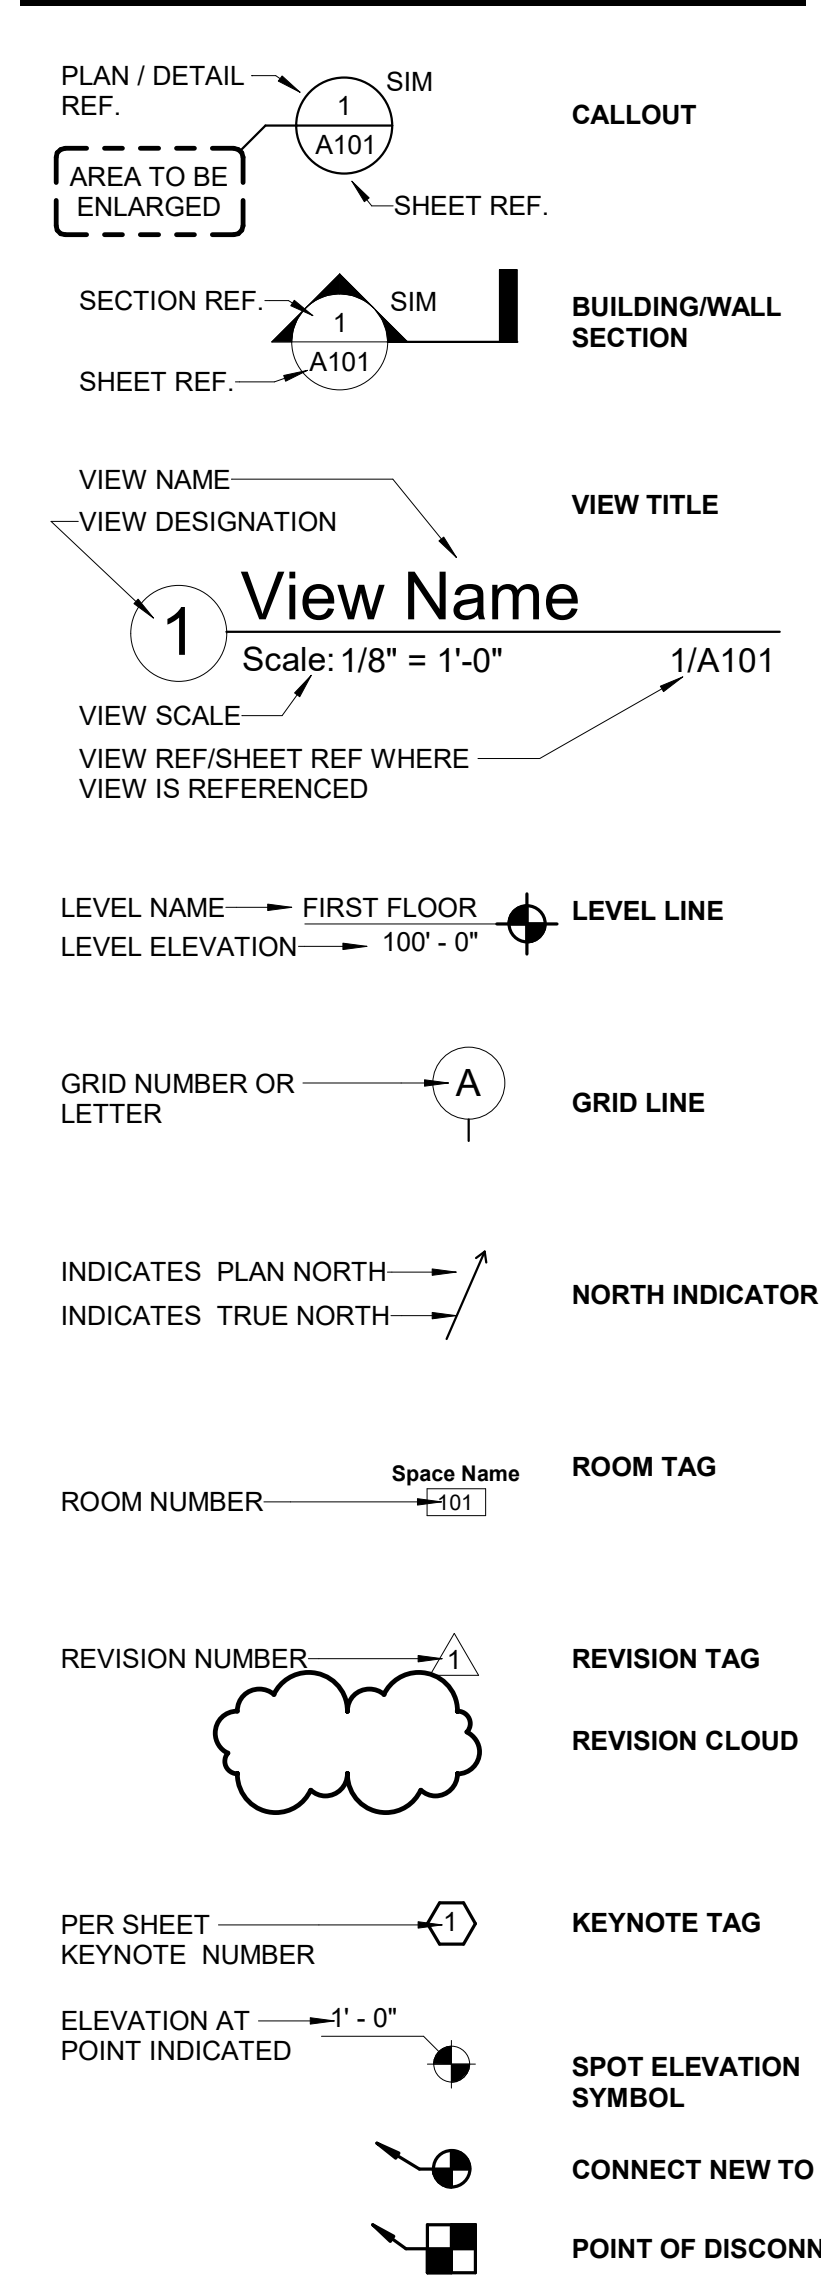 PLAN / DETAIL
REF.
SIM
1
A101
CALLOUT
AREA TO BE
ENLARGED
SHEET REF.
SECTION REF.
SIM
1
A101
BUILDING/WALL
SECTION
SHEET REF.
VIEW NAME
VIEW TITLE
VIEW DESIGNATION
View Name
1
Scale: 1/8" = 1'-0"
1/A101
VIEW SCALE
VIEW REF/SHEET REF WHERE
VIEW IS REFERENCED
LEVEL NAME
FIRST FLOOR
LEVEL LINE
LEVEL ELEVATION
100' - 0"
GRID NUMBER OR
LETTER
A
GRID LINE
INDICATES PLAN NORTH
INDICATES TRUE NORTH
NORTH INDICATOR
Space Name
ROOM TAG
ROOM NUMBER
101
REVISION NUMBER
1
REVISION TAG
REVISION CLOUD
PER SHEET
KEYNOTE NUMBER
1
KEYNOTE TAG
ELEVATION AT
POINT INDICATED
1' - 0"
SPOT ELEVATION
SYMBOL
CONNECT NEW TO
POINT OF